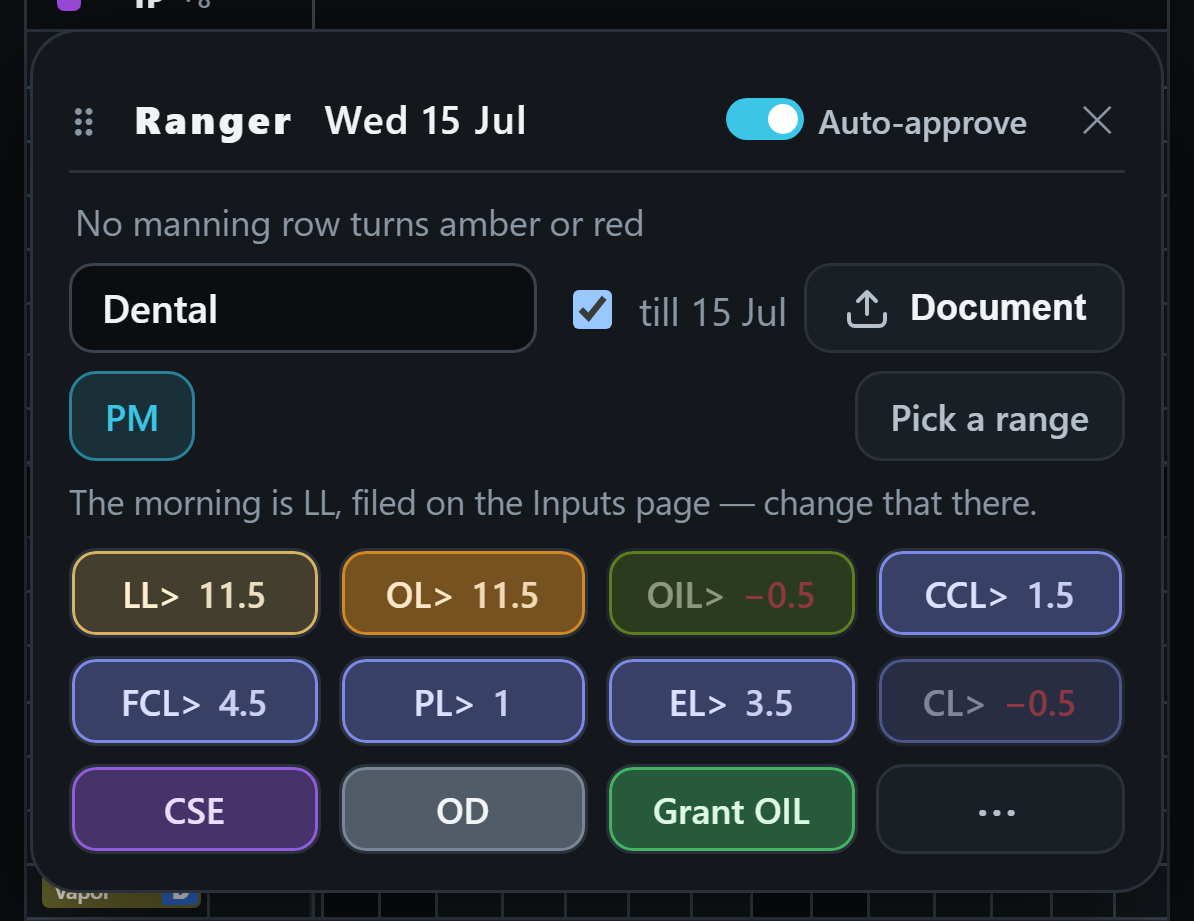 Ranger Wed 15 Jul Auto-approve
No manning row turns amber or red
Dental till 15 Jul Document
PM Pick a range
The morning is LL, filed on the Inputs page — change that there.
LL> 11.5 OL> 11.5 OIL> −0.5 CCL> 1.5
FCL> 4.5 PL> 1 EL> 3.5 CL> −0.5
CSE OD Grant OIL ...